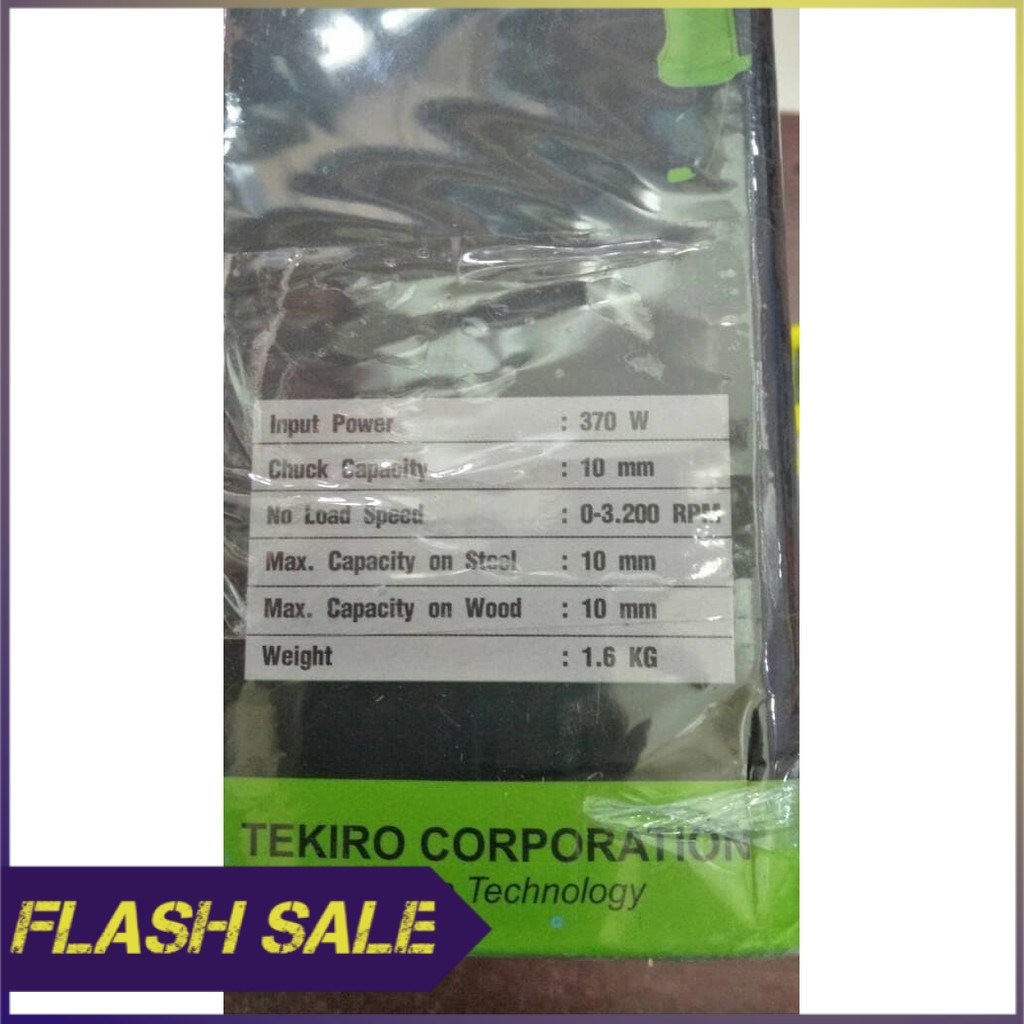 Input Power : 370 W
Chuck Capacity : 10 mm
No Load Speed : 0-3.200 RPM
Max. Capacity on Steel : 10 mm
Max. Capacity on Wood : 10 mm
Weight : 1.6 KG
TEKIRO CORPORATION
Technology
FLASH SALE